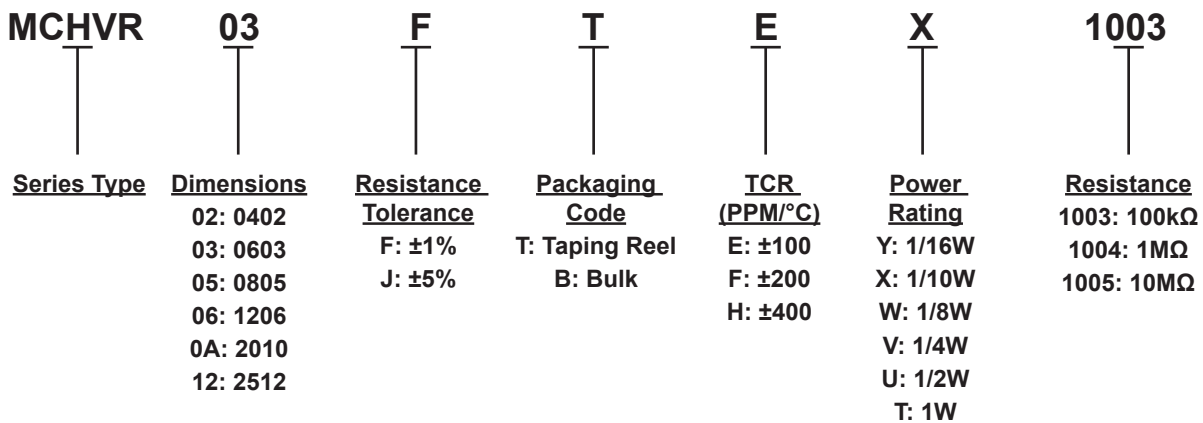 MCHVR 03 F T E X 1003
Series Type
Dimensions
02: 0402
03: 0603
05: 0805
06: 1206
0A: 2010
12: 2512
Resistance
Tolerance
F: ±1%
J: ±5%
Packaging
Code
T: Taping Reel
B: Bulk
TCR
(PPM/°C)
E: ±100
F: ±200
H: ±400
Power
Rating
Y: 1/16W
X: 1/10W
W: 1/8W
V: 1/4W
U: 1/2W
T: 1W
Resistance
1003: 100kΩ
1004: 1MΩ
1005: 10MΩ